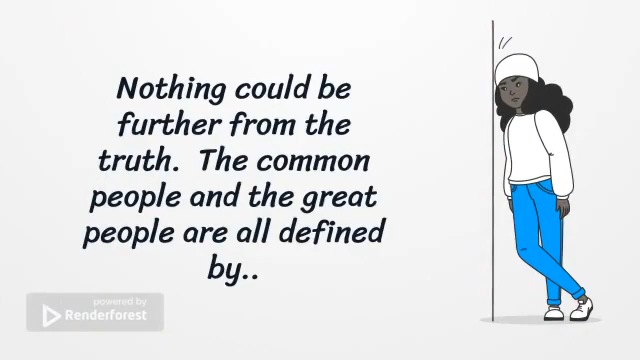 Nothing could be
further from the
truth.  The common
people and the great
people are all defined
by..
powered by
Renderforest